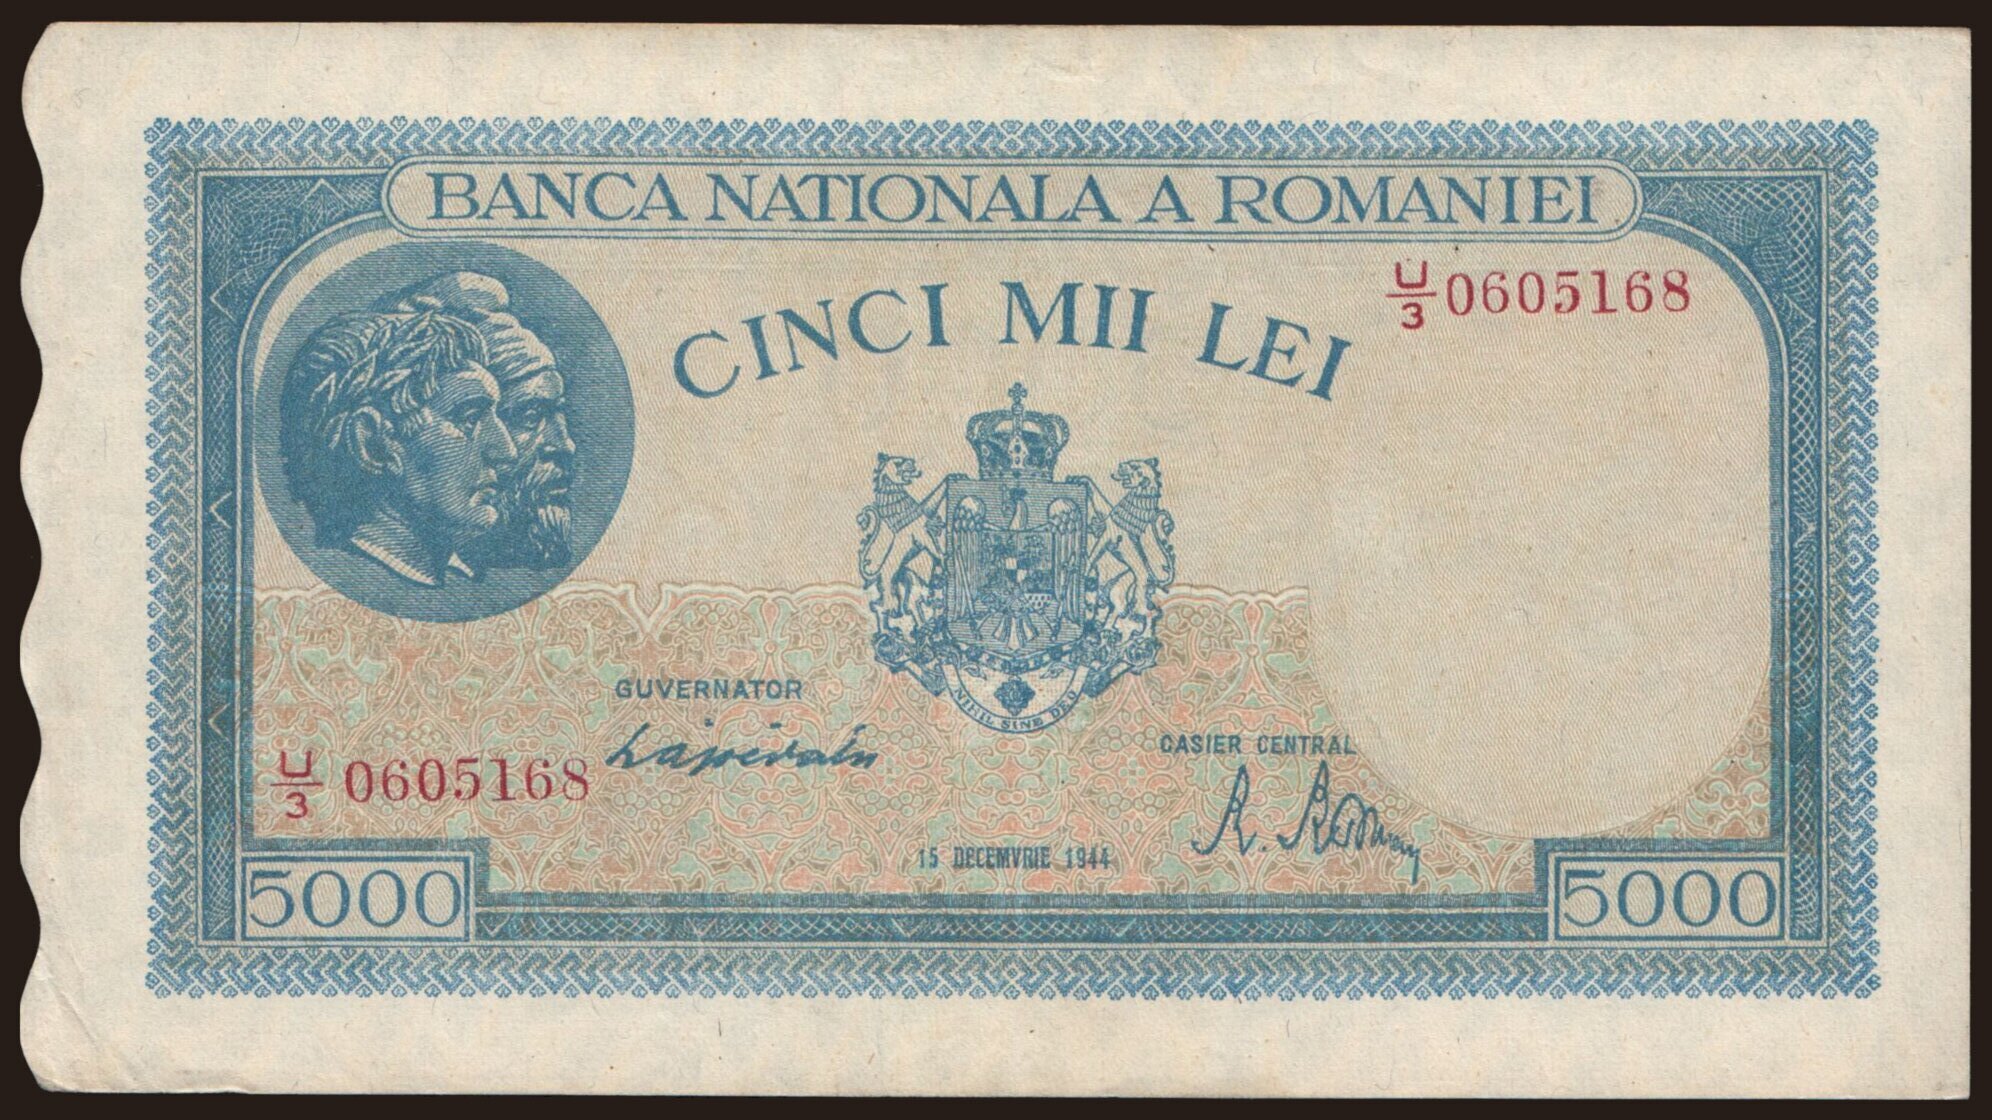 BANCA NATIONALA A ROMANIEI
CINCI MII LEI
U/3 0605168
NIHIL SINE DEO
GUVERNATOR
CASIER CENTRAL
U/3 0605168
15 DECEMVRIE 1944
5000
5000